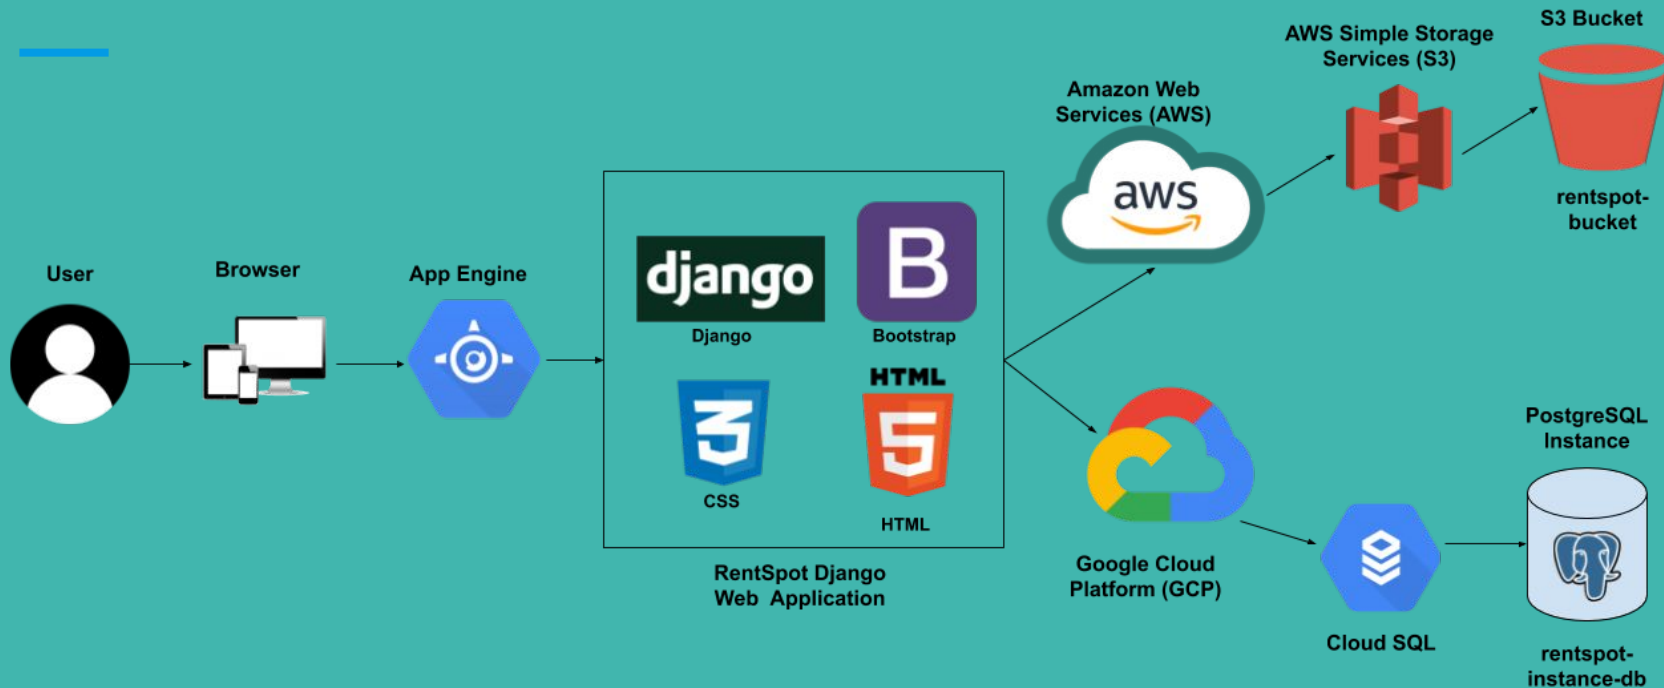 User
Browser
App Engine
django
Django
B
Bootstrap
3
CSS
HTML
5
HTML
RentSpot Django
Web Application
Amazon Web
Services (AWS)
aws
AWS Simple Storage
Services (S3)
S3 Bucket
rentspot-
bucket
Google Cloud
Platform (GCP)
Cloud SQL
PostgreSQL
Instance
rentspot-
instance-db